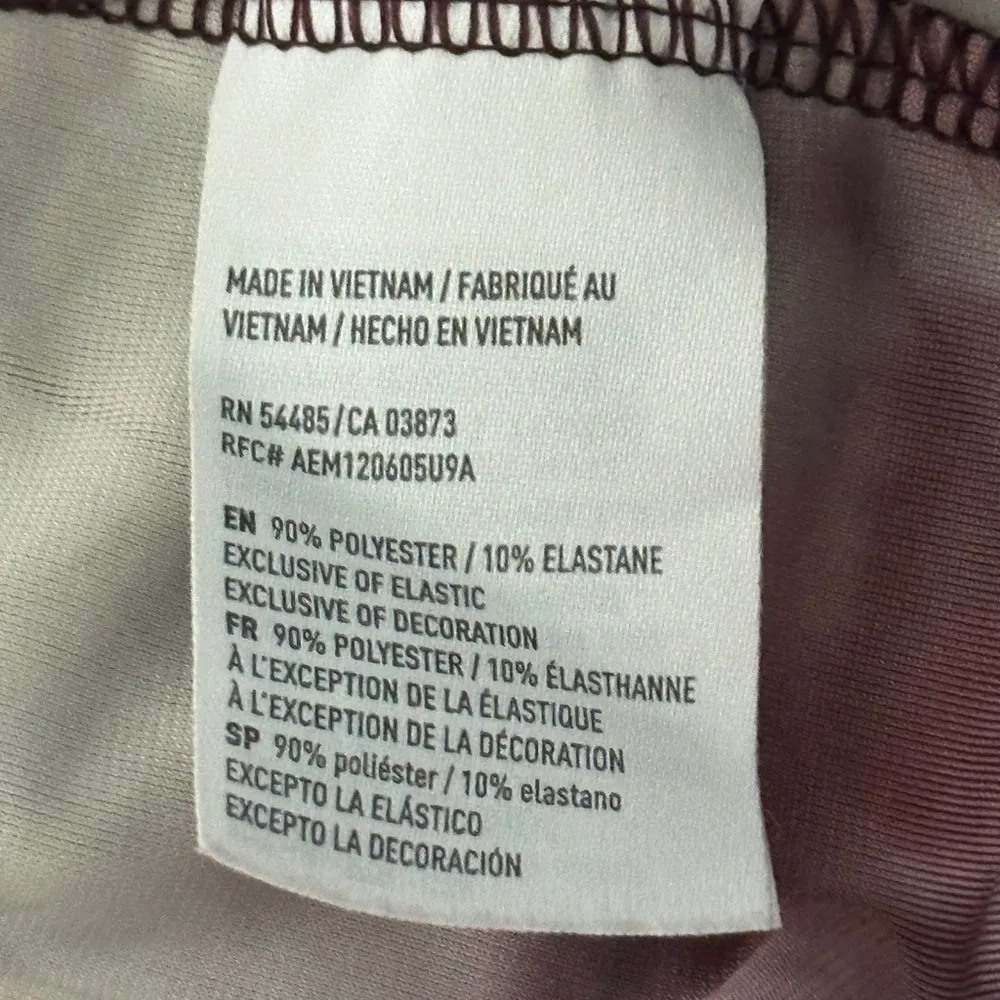 MADE IN VIETNAM / FABRIQUÉ AU
VIETNAM / HECHO EN VIETNAM
RN 54485/CA 03873
RFC# AEM120605U9A
EN 90% POLYESTER / 10% ELASTANE
EXCLUSIVE OF ELASTIC
EXCLUSIVE OF DECORATION
FR 90% POLYESTER / 10% ÉLASTHANNE
À L'EXCEPTION DE LA ÉLASTIQUE
À L'EXCEPTION DE LA DÉCORATION
SP 90% poliéster / 10% elastano
EXCEPTO LA ELÁSTICO
EXCEPTO LA DECORACIÓN